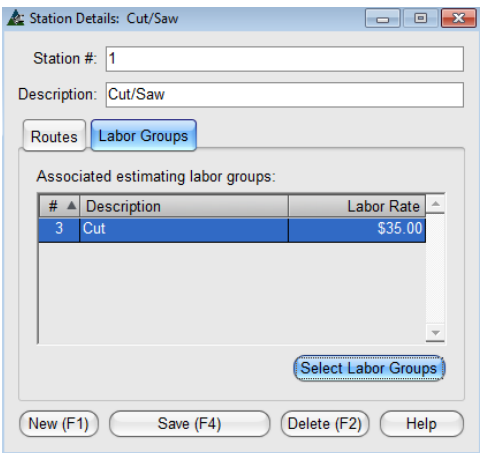 Station Details: Cut/Saw
Station #: 1
Description: Cut/Saw
Routes Labor Groups
Associated estimating labor groups:
# Description Labor Rate
3 Cut $35.00
Select Labor Groups
New (F1) Save (F4) Delete (F2) Help